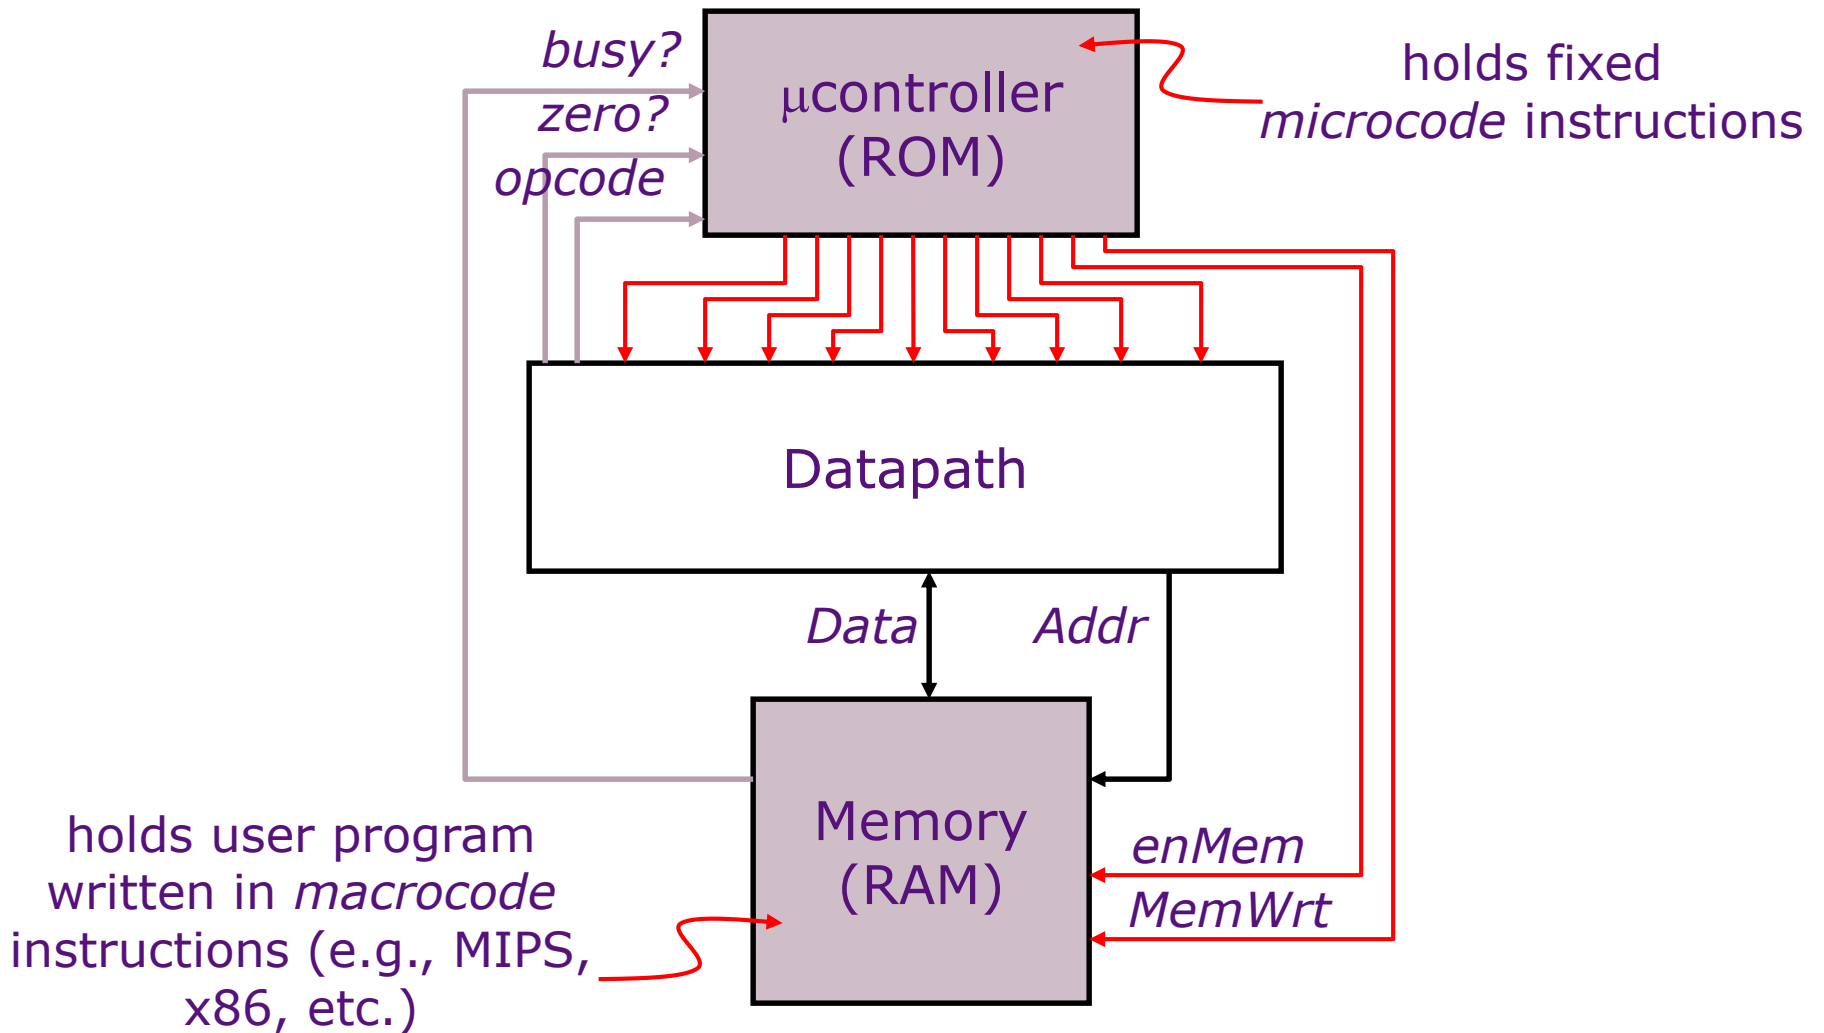 busy?
zero?
opcode
μcontroller
(ROM)
holds fixed
microcode instructions
Datapath
Data
Addr
Memory
(RAM)
enMem
MemWrt
holds user program
written in macrocode
instructions (e.g., MIPS,
x86, etc.)